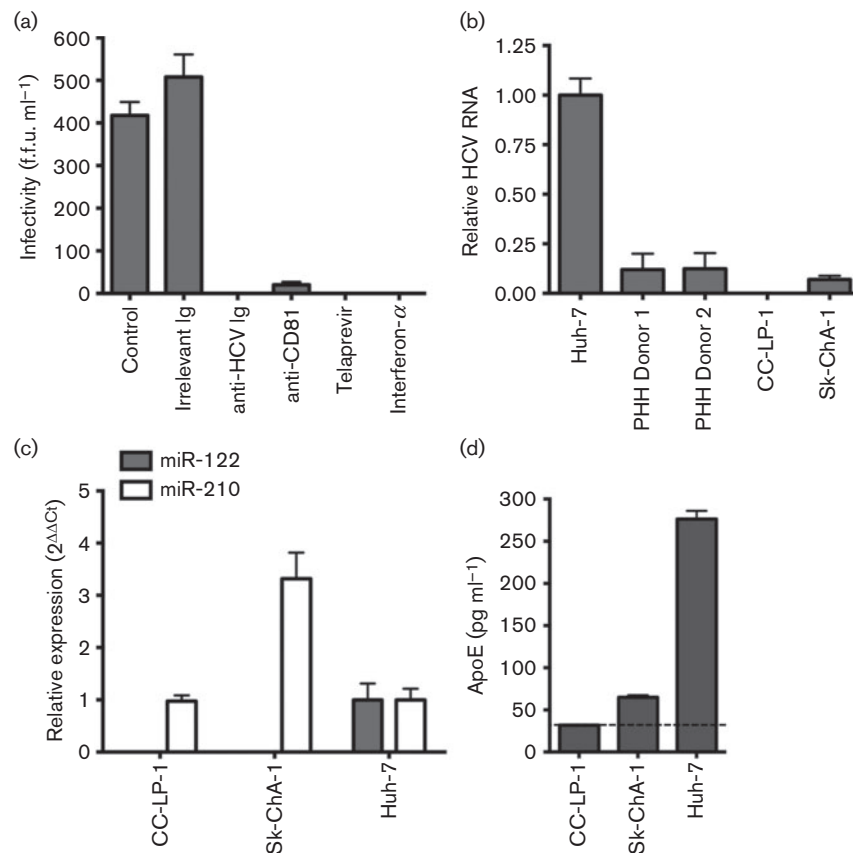 (a)
Infectivity (f.f.u. ml⁻¹)
600
500
400
300
200
100
0
Control
Irrelevant Ig
anti-HCV Ig
anti-CD81
Telaprevir
Interferon-α
(b)
Relative HCV RNA
1.25
1.00
0.75
0.50
0.25
0.00
Huh-7
PHH Donor 1
PHH Donor 2
CC-LP-1
Sk-ChA-1
(c)
miR-122
miR-210
Relative expression (2^ΔΔCt)
5
4
3
2
1
0
CC-LP-1
Sk-ChA-1
Huh-7
(d)
ApoE (pg ml⁻¹)
300
250
200
150
100
50
0
CC-LP-1
Sk-ChA-1
Huh-7